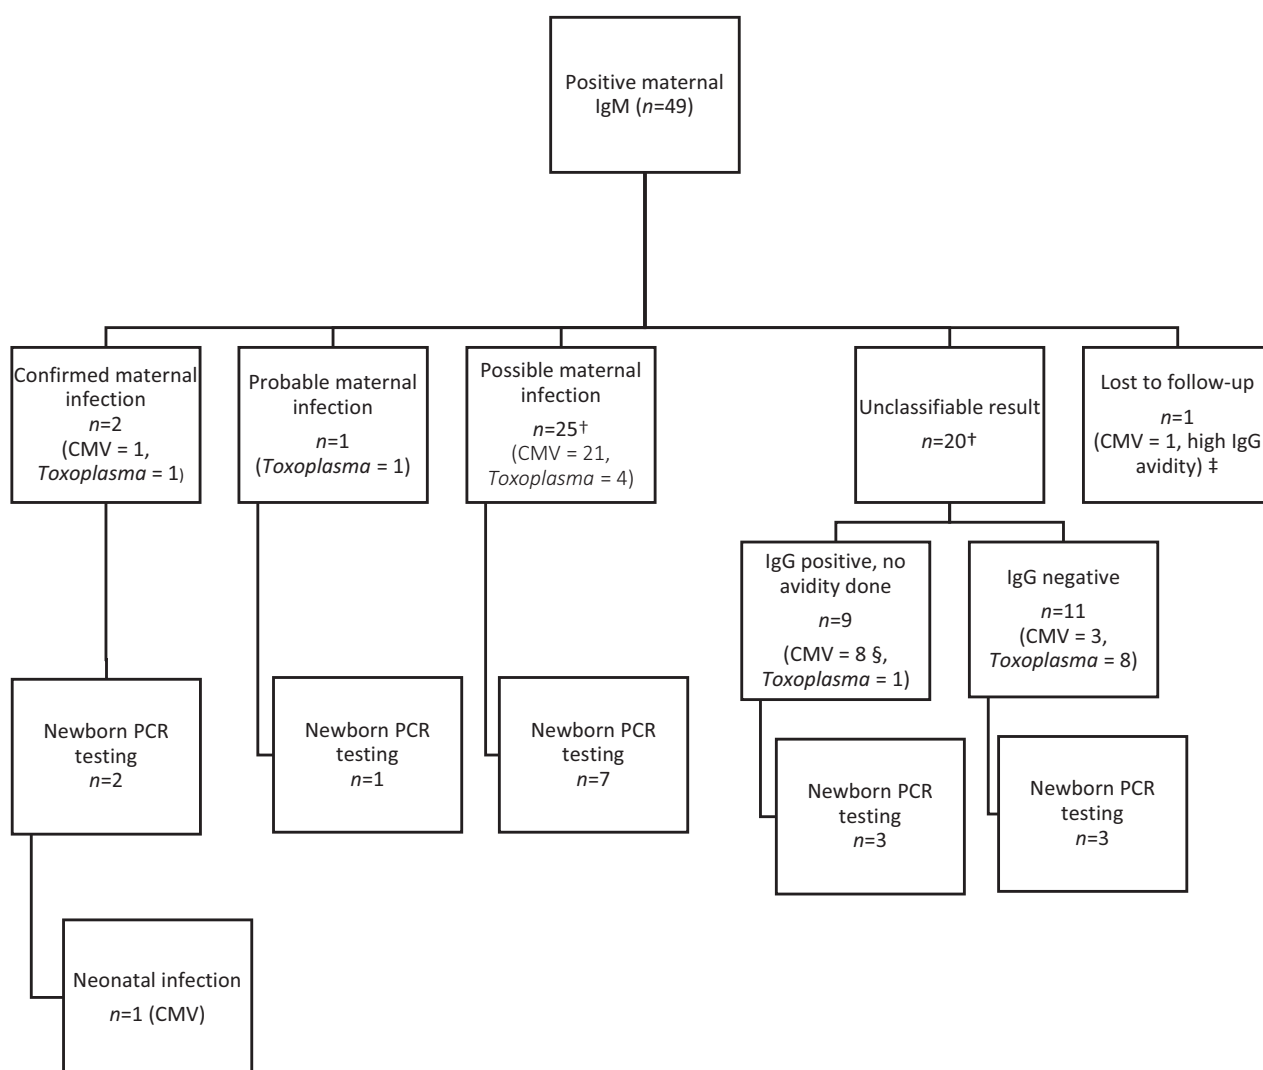 Positive maternal
IgM (n=49)
Confirmed maternal
infection
n=2
(CMV = 1,
Toxoplasma = 1)
Probable maternal
infection
n=1
(Toxoplasma = 1)
Possible maternal
infection
n=25†
(CMV = 21,
Toxoplasma = 4)
Unclassifiable result
n=20†
Lost to follow-up
n=1
(CMV = 1, high IgG
avidity) ‡
IgG positive, no
avidity done
n=9
(CMV = 8 §,
Toxoplasma = 1)
IgG negative
n=11
(CMV = 3,
Toxoplasma = 8)
Newborn PCR
testing
n=2
Newborn PCR
testing
n=1
Newborn PCR
testing
n=7
Newborn PCR
testing
n=3
Newborn PCR
testing
n=3
Neonatal infection
n=1 (CMV)